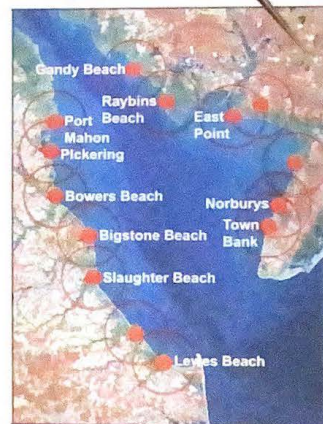 Gandy Beach
Raybins
Beach
East
Point
Port
Mahon
Pickering
Bowers Beach
Norburys
Town
Bank
Bigstone Beach
Slaughter Beach
Lewes Beach